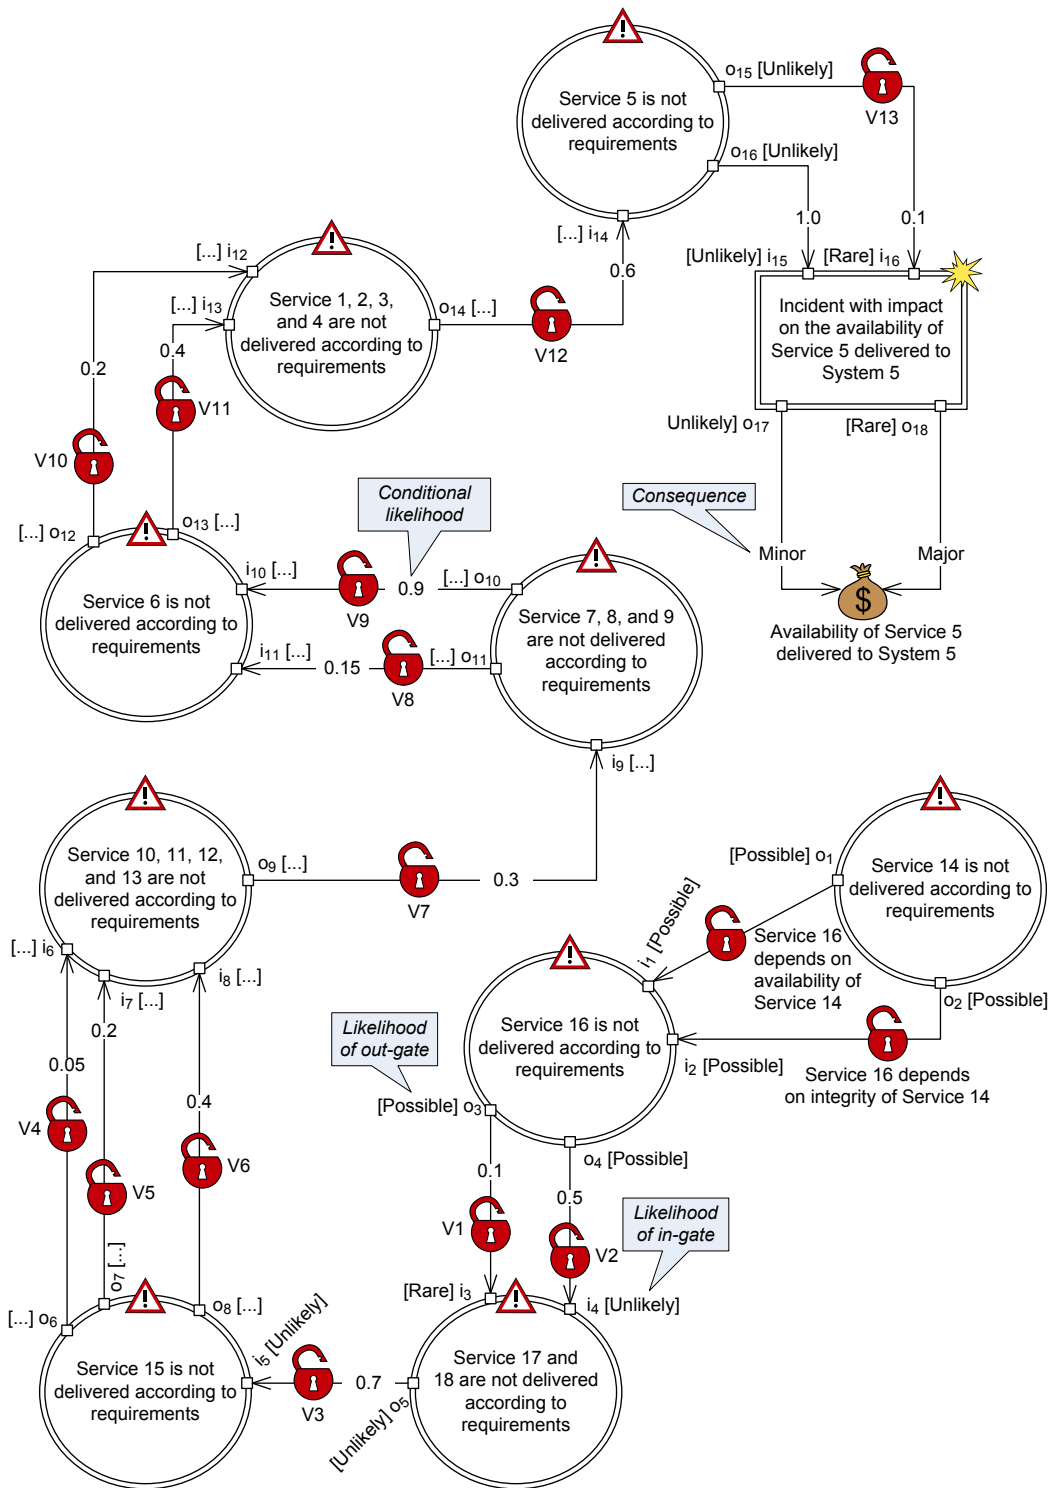 o15 [Unlikely]
V13
Service 5 is not
delivered according to
requirements
o16 [Unlikely]
1.0
0.1
[...] i14
[Unlikely] i15
[Rare] i16
0.6
[...] i12
[...] i13
Service 1, 2, 3,
and 4 are not
delivered according to
requirements
o14 [...]
V12
Incident with impact
on the availability of
Service 5 delivered to
System 5
0.2
0.4
V11
V10
Unlikely] o17
[Rare] o18
Conditional
likelihood
Consequence
[...] o12
o13 [...]
Minor
Major
i10 [...]
0.9
[...] o10
V9
$
Service 6 is not
delivered according to
requirements
Service 7, 8, and 9
are not delivered
according to
requirements
Availability of Service 5
delivered to System 5
i11 [...]
0.15
[...] o11
V8
i9 [...]
Service 10, 11, 12,
and 13 are not
delivered according to
requirements
o9 [...]
0.3
V7
[Possible] o1
Service 14 is not
delivered according to
requirements
[...] i6
i7 [...]
i8 [...]
i1 [Possible]
Service 16
depends on
availability of
Service 14
o2 [Possible]
0.2
0.05
0.4
Likelihood
of out-gate
Service 16 is not
delivered according to
requirements
i2 [Possible]
Service 16 depends
on integrity of Service 14
[Possible] o3
V4
V5
V6
o4 [Possible]
0.1
0.5
V1
V2
Likelihood
of in-gate
[Rare] i3
i4 [Unlikely]
[...] o6
o7 [...]
o8 [...]
i5 [Unlikely]
Service 15 is not
delivered according to
requirements
0.7
V3
[Unlikely] o5
Service 17 and
18 are not delivered
according to
requirements